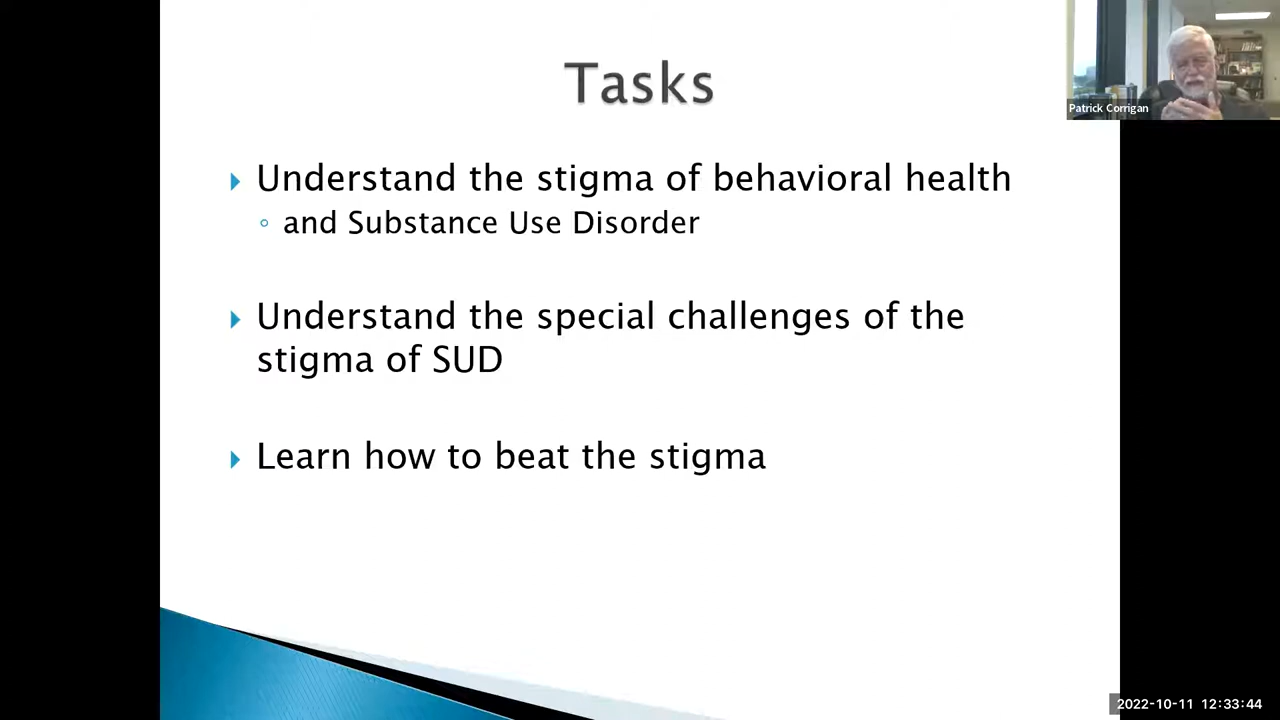 Tasks
Patrick Corrigan
Understand the stigma of behavioral health
and Substance Use Disorder
Understand the special challenges of the
stigma of SUD
Learn how to beat the stigma
2022-10-11 12:33:44